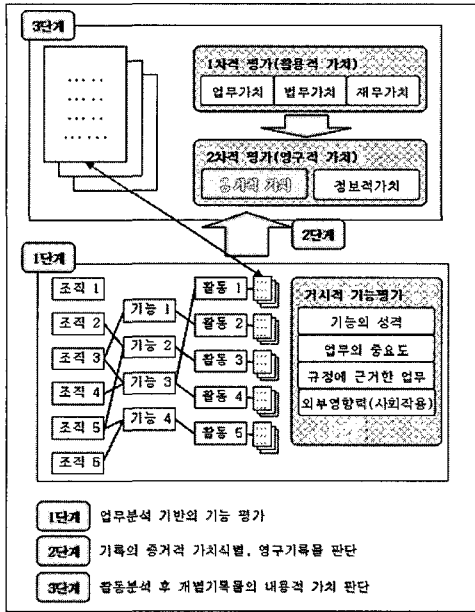 3단계
1차적 평가(활용적 가치)
업무가치 법무가치 재무가치
2차적 평가(영구적 가치)
증거적 가치 정보적가치
2단계
1단계
조직 1
조직 2
조직 3
조직 4
조직 5
조직 6
기능 1
기능 2
기능 3
기능 4
활동 1
활동 2
활동 3
활동 4
활동 5
거시적 기능평가
기능의 성격
업무의 중요도
규정에 근거한 업무
외부영향력(사회작용)
1단계 업무분석 기반의 기능 평가
2단계 기록의 증거적 가치식별, 영구기록물 판단
3단계 활동분석 후 개별기록물의 내용적 가치 판단